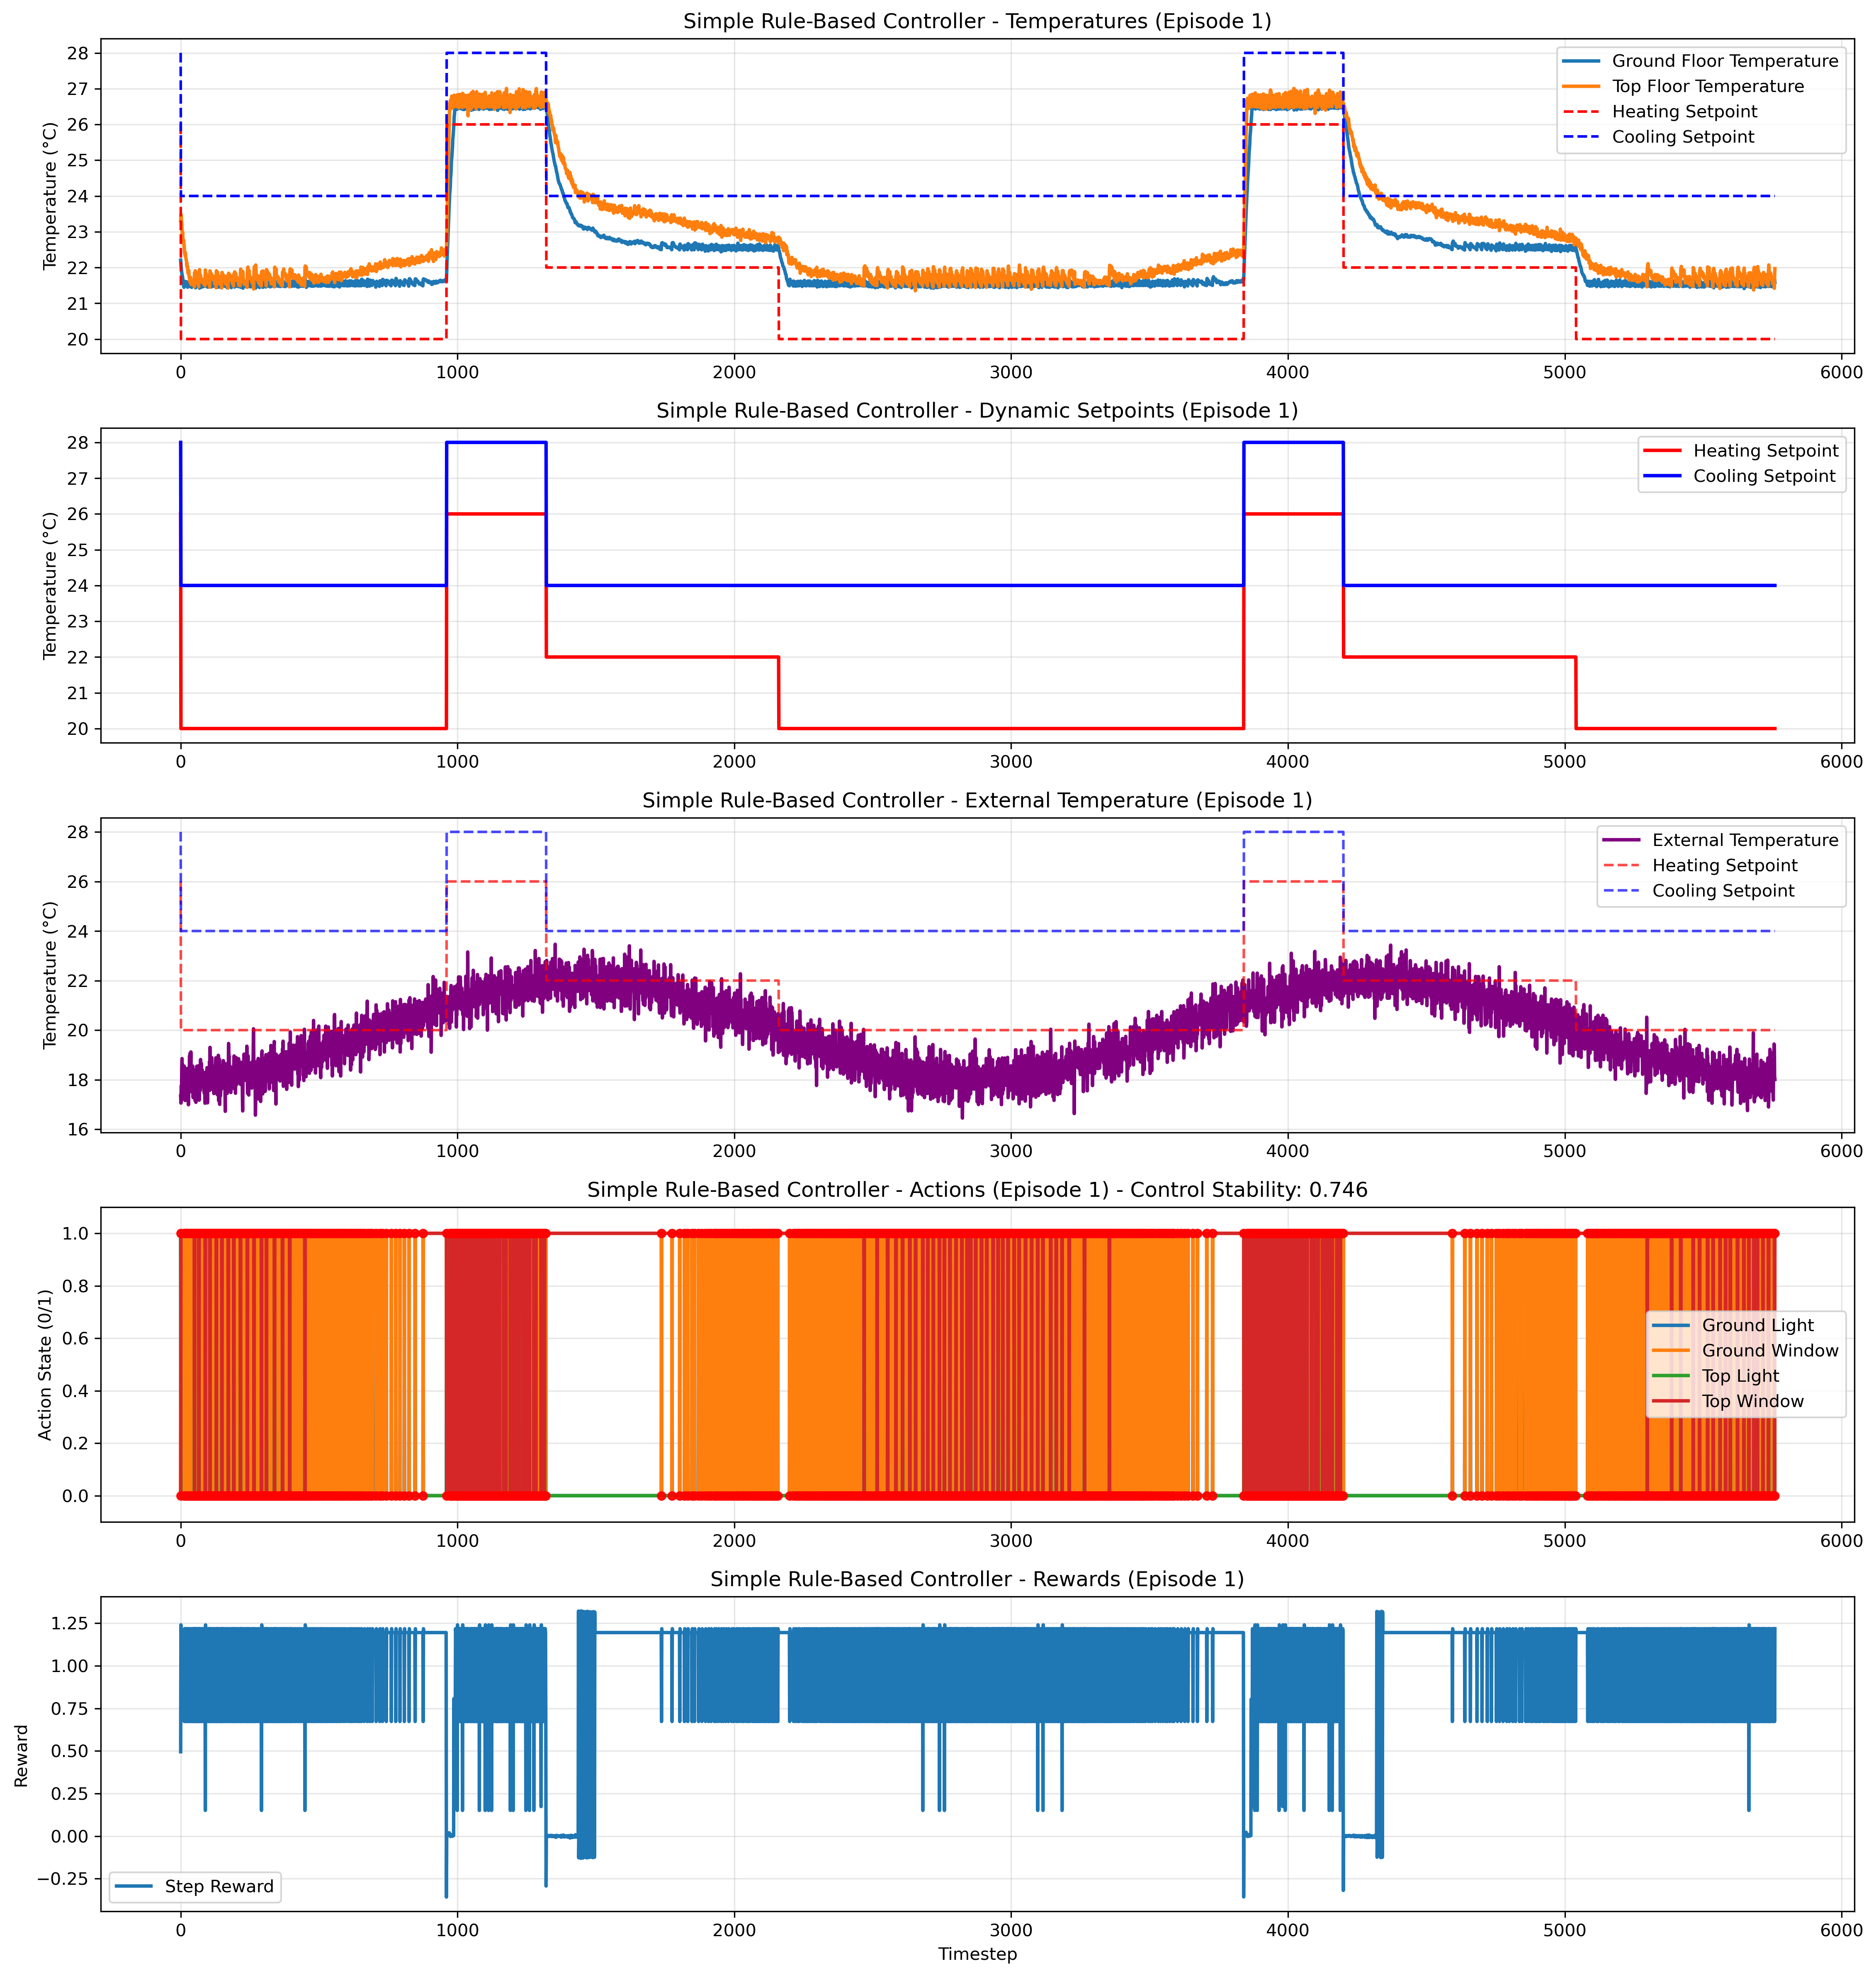 Simple Rule-Based Controller - Temperatures (Episode 1)
28
27
26
25
24
23
22
21
20
Temperature (°C)
Ground Floor Temperature
Top Floor Temperature
Heating Setpoint
Cooling Setpoint
0 1000 2000 3000 4000 5000 6000
Simple Rule-Based Controller - Dynamic Setpoints (Episode 1)
28
27
26
25
24
23
22
21
20
Temperature (°C)
Heating Setpoint
Cooling Setpoint
0 1000 2000 3000 4000 5000 6000
Simple Rule-Based Controller - External Temperature (Episode 1)
28
26
24
22
20
18
16
Temperature (°C)
External Temperature
Heating Setpoint
Cooling Setpoint
0 1000 2000 3000 4000 5000 6000
Simple Rule-Based Controller - Actions (Episode 1) - Control Stability: 0.746
1.0
0.8
0.6
0.4
0.2
0.0
Action State (0/1)
Ground Light
Ground Window
Top Light
Top Window
0 1000 2000 3000 4000 5000 6000
Simple Rule-Based Controller - Rewards (Episode 1)
1.25
1.00
0.75
0.50
0.25
0.00
−0.25
Reward
Step Reward
0 1000 2000 3000 4000 5000 6000
Timestep